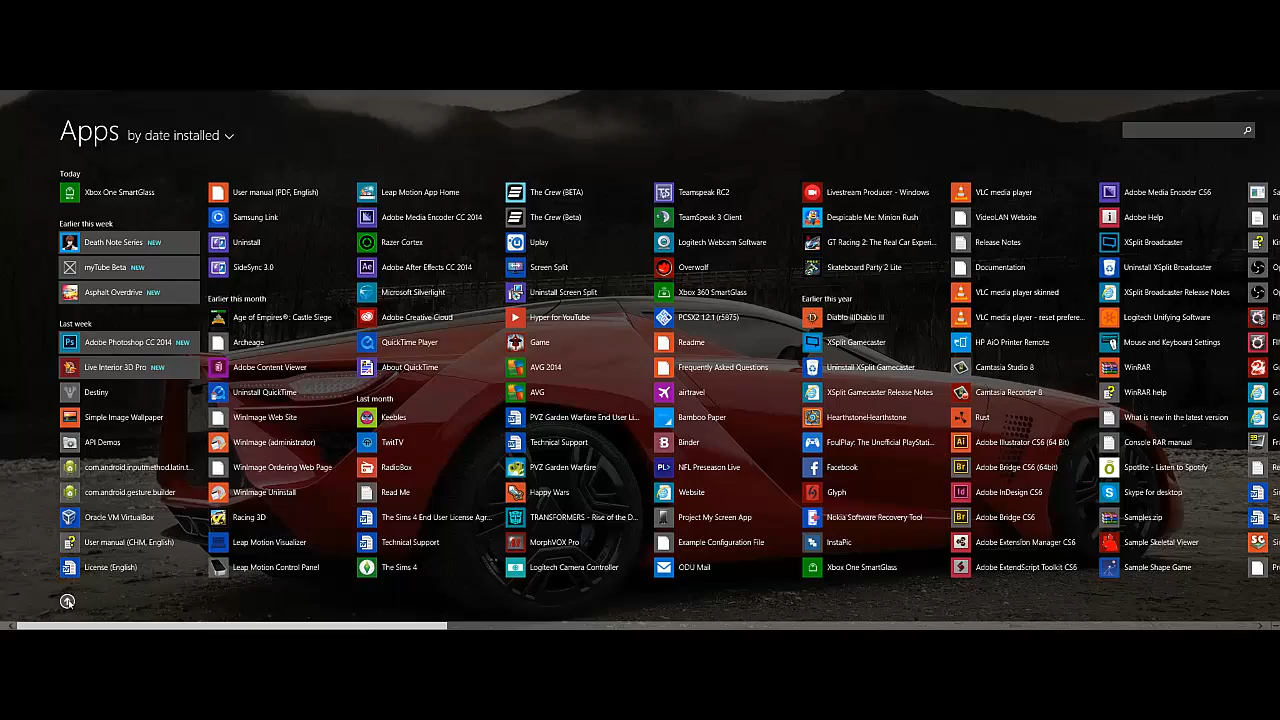 Apps by date installed
Today
Xbox One SmartGlass
Earlier this week
Death Note Series NEW
myTube Beta NEW
Asphalt Overdrive NEW
Last week
Adobe Photoshop CC 2014 NEW
Live Interior 3D Pro NEW
Destiny
Simple Image Wallpaper
API Demos
com.android.inputmethod.latin.t...
com.android.gesture.builder
Oracle VM VirtualBox
User manual (CHM, English)
License (English)
User manual (PDF, English)
Samsung Link
Uninstall
SideSync 3.0
Earlier this month
Age of Empires®: Castle Siege
Archeage
Adobe Content Viewer
Uninstall QuickTime
WinImage Web Site
WinImage (administrator)
WinImage Ordering Web Page
WinImage Uninstall
Racing 3D
Leap Motion Visualizer
Leap Motion Control Panel
Leap Motion App Home
Adobe Media Encoder CC 2014
Razer Cortex
Adobe After Effects CC 2014
Microsoft Silverlight
Adobe Creative Cloud
QuickTime Player
About QuickTime
Last month
Keebles
TwitTV
RadioBox
Read Me
The Sims 4 End User License Agr...
Technical Support
The Sims 4
The Crew (BETA)
The Crew (Beta)
Uplay
Screen Split
Uninstall Screen Split
Hyper for YouTube
Game
AVG 2014
AVG
PVZ Garden Warfare End User Li...
Technical Support
PVZ Garden Warfare
Happy Wars
TRANSFORMERS - Rise of the D...
MorphVOX Pro
Logitech Camera Controller
Teamspeak RC2
TeamSpeak 3 Client
Logitech Webcam Software
Overwolf
Xbox 360 SmartGlass
PCSX2 1.2.1 (r5875)
Readme
Frequently Asked Questions
airtravel
Bamboo Paper
Binder
NFL Preseason Live
Website
Project My Screen App
Example Configuration File
ODU Mail
Livestream Producer - Windows
Despicable Me: Minion Rush
GT Racing 2: The Real Car Experi...
Skateboard Party 2 Lite
Earlier this year
Diablo IIIDiablo III
XSplit Gamecaster
Uninstall XSplit Gamecaster
XSplit Gamecaster Release Notes
HearthstoneHearthstone
FoulPlay: The Unofficial PlayStati...
Facebook
Glyph
Nokia Software Recovery Tool
InstaPic
Xbox One SmartGlass
VLC media player
VideoLAN Website
Release Notes
Documentation
VLC media player skinned
VLC media player - reset prefere...
HP AiO Printer Remote
Camtasia Studio 8
Camtasia Recorder 8
Rust
Adobe Illustrator CS6 (64 Bit)
Adobe Bridge CS6 (64bit)
Adobe InDesign CS6
Adobe Bridge CS6
Adobe Extension Manager CS6
Adobe ExtendScript Toolkit CS6
Adobe Media Encoder CS6
Adobe Help
XSplit Broadcaster
Uninstall XSplit Broadcaster
XSplit Broadcaster Release Notes
Logitech Unifying Software
Mouse and Keyboard Settings
WinRAR
WinRAR help
What is new in the latest version
Console RAR manual
Spotlite - Listen to Spotify
Skype for desktop
Samples.zip
Sample Skeletal Viewer
Sample Shape Game